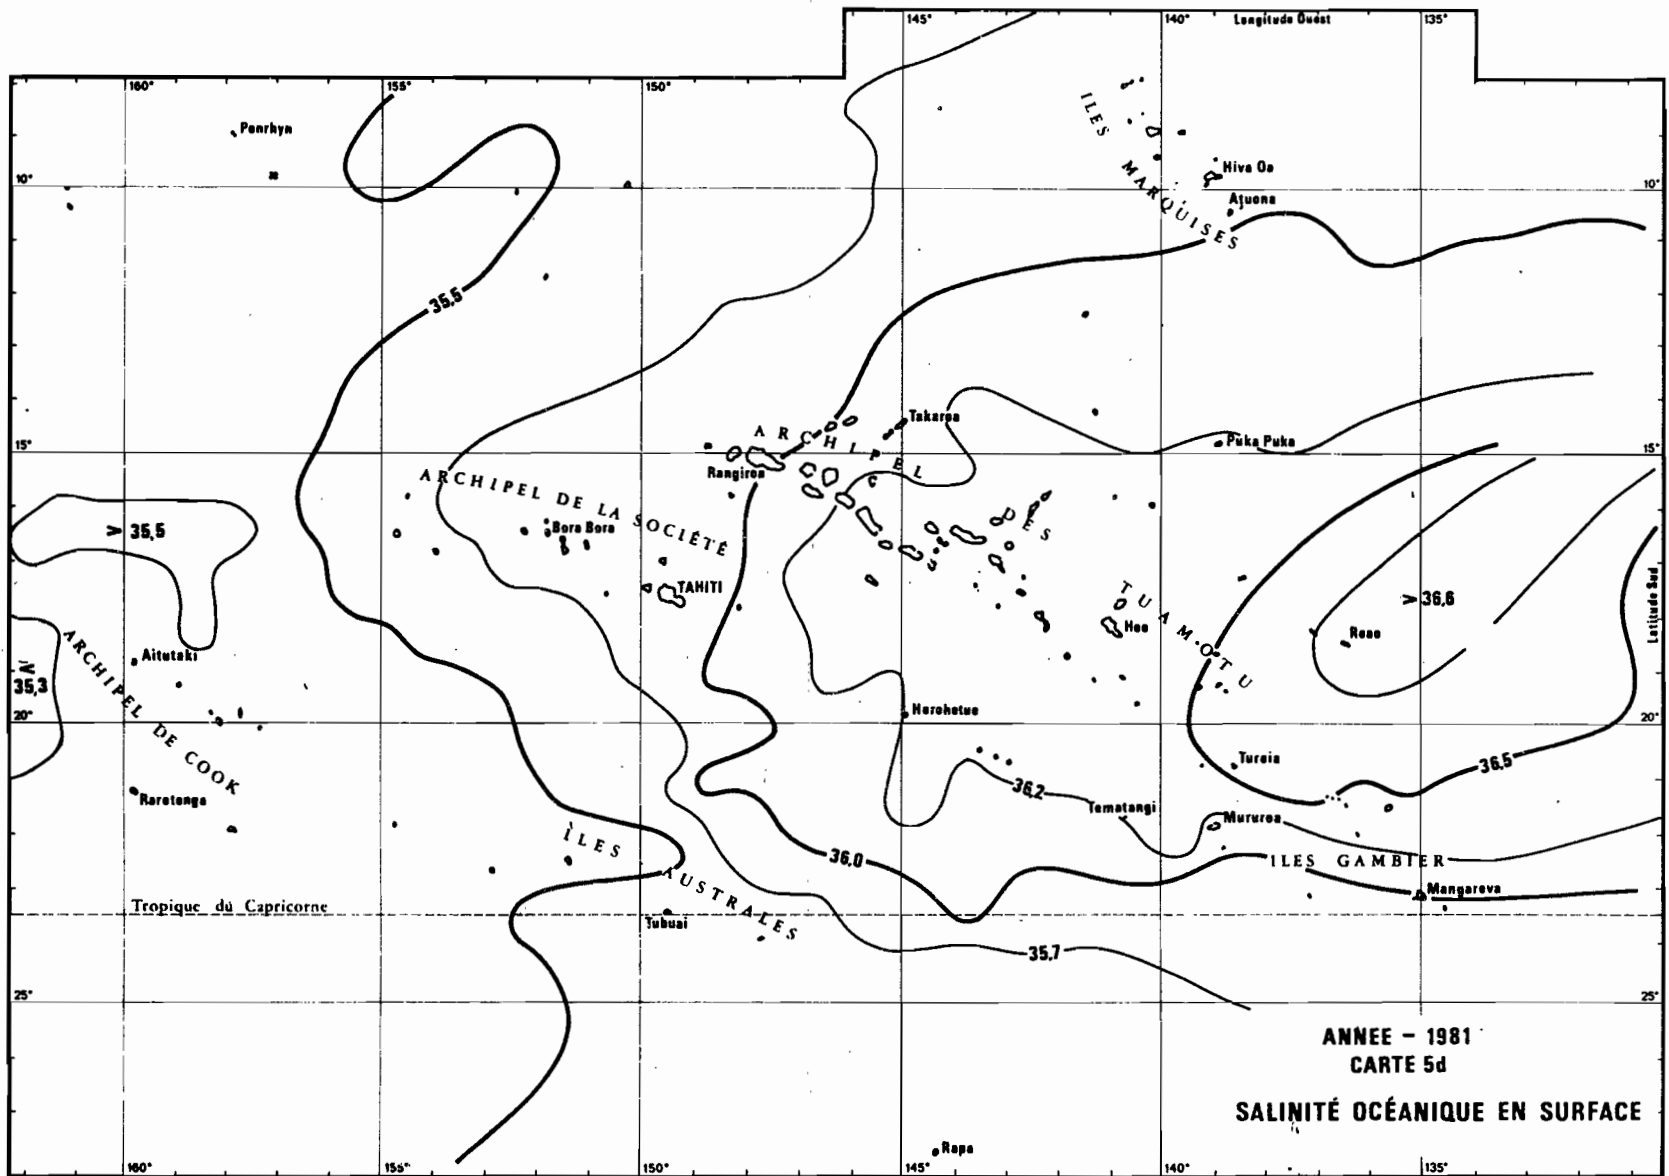 145°
140°
Longitude Ouest
135°
160°
155°
150°
Penrhyn
ILES MARQUISES
Hiva Oa
Atuona
10°
10°
35,5
Takaroa
ARCHIPEL DES TUAMOTU
Puka Puka
15°
15°
Rangiroa
ARCHIPEL DE LA SOCIÉTÉ
> 35,5
Bora Bora
TAHITI
> 36,6
Latitude Sud
Hao
Reao
ARCHIPEL DE COOK
Aitutaki
35,3
Herehetue
20°
20°
Tureia
36,5
36,2
Tematangi
Rarotonga
Mururoa
ÎLES AUSTRALES
36,0
ILES GAMBIER
Mangareva
Tropique du Capricorne
Tubuai
35,7
25°
25°
ANNEE - 1981
CARTE 5d
SALINITÉ OCÉANIQUE EN SURFACE
Rapa
160°
155°
150°
145°
140°
135°